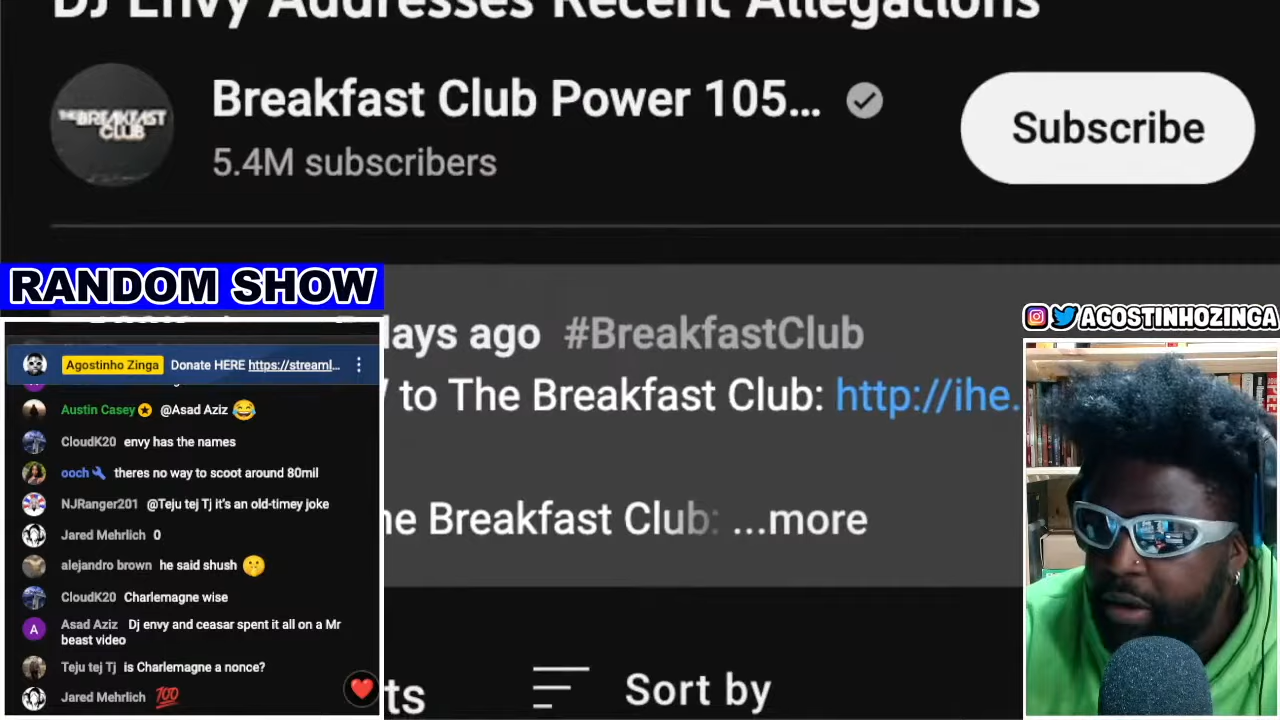 DJ Envy Addresses Recent Allegations
THE BREAKFAST
CLUB
Breakfast Club Power 105...
5.4M subscribers
Subscribe
RANDOM SHOW
days ago #BreakfastClub
to The Breakfast Club: http://ihe.
Breakfast Club: ...more
Sort by
AGOSTINHOZINGA
Agostinho Zinga Donate HERE https://streaml...
Austin Casey @Asad Aziz 😂
CloudK20 envy has the names
ooch theres no way to scoot around 80mil
NJRanger201 @Teju tej Tj it's an old-timey joke
Jared Mehrlich 0
alejandro brown he said shush 🤫
CloudK20 Charlemagne wise
A
Asad Aziz Dj envy and ceasar spent it all on a Mr
beast video
Teju tej Tj is Charlemagne a nonce?
Jared Mehrlich 💯